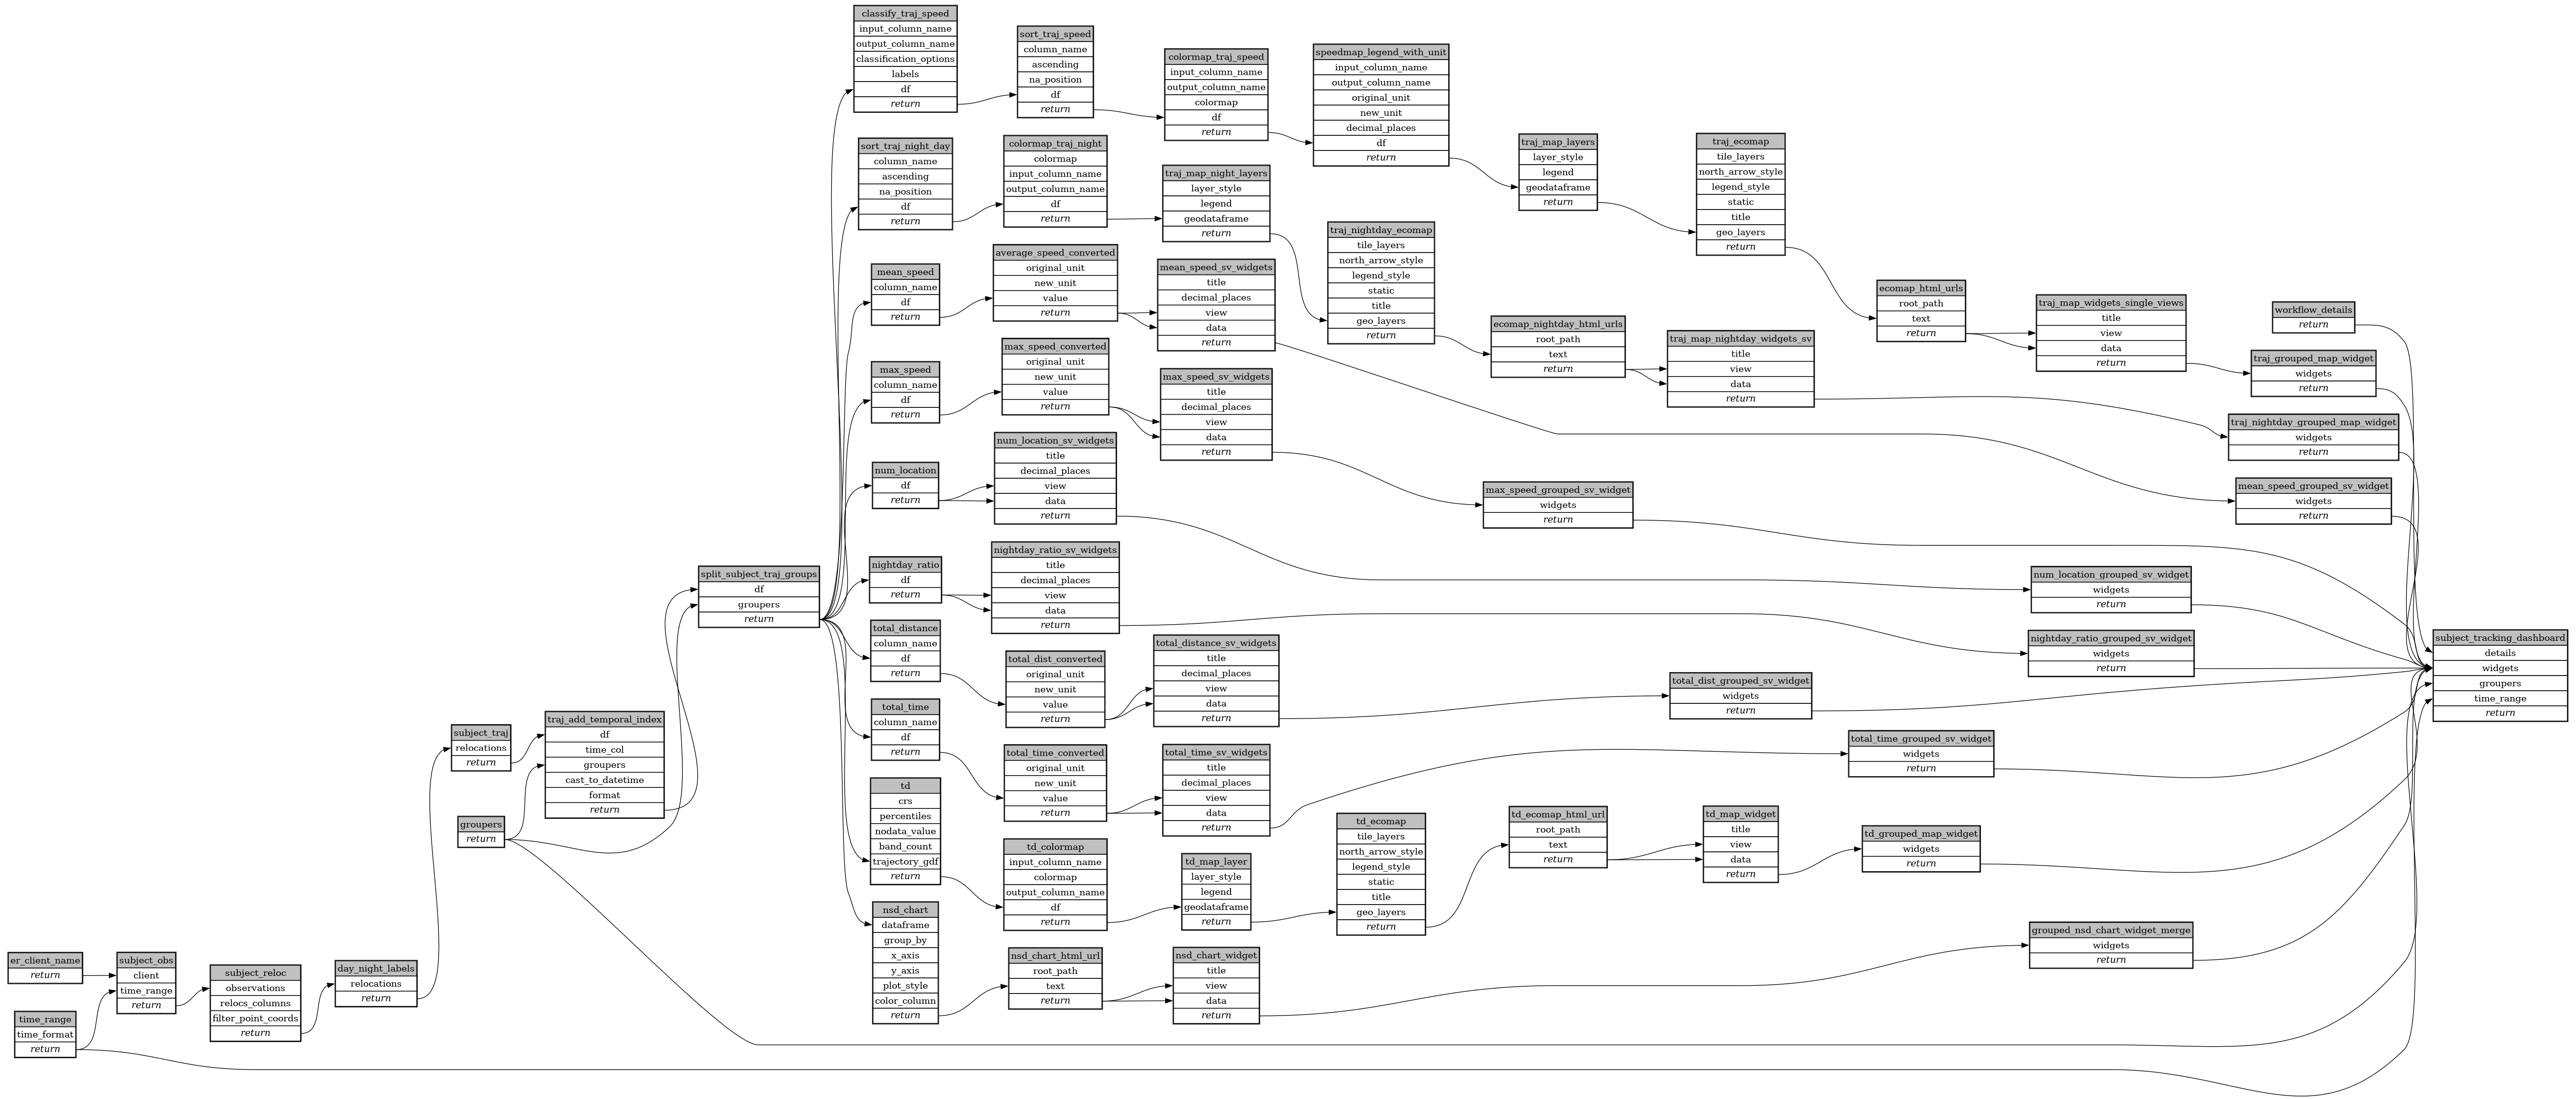 classify_traj_speed
input_column_name
output_column_name
classification_options
labels
df
return
sort_traj_speed
column_name
ascending
na_position
df
return
colormap_traj_speed
input_column_name
output_column_name
colormap
df
return
speedmap_legend_with_unit
input_column_name
output_column_name
original_unit
new_unit
decimal_places
df
return
traj_map_layers
layer_style
legend
geodataframe
return
traj_ecomap
tile_layers
north_arrow_style
legend_style
static
title
geo_layers
return
ecomap_html_urls
root_path
text
return
traj_map_widgets_single_views
title
view
data
return
workflow_details
return
traj_grouped_map_widget
widgets
return
sort_traj_night_day
column_name
ascending
na_position
df
return
colormap_traj_night
colormap
input_column_name
output_column_name
df
return
traj_map_night_layers
layer_style
legend
geodataframe
return
traj_nightday_ecomap
tile_layers
north_arrow_style
legend_style
static
title
geo_layers
return
ecomap_nightday_html_urls
root_path
text
return
traj_map_nightday_widgets_sv
title
view
data
return
traj_nightday_grouped_map_widget
widgets
return
mean_speed
column_name
df
return
average_speed_converted
original_unit
new_unit
value
return
mean_speed_sv_widgets
title
decimal_places
view
data
return
mean_speed_grouped_sv_widget
widgets
return
max_speed
column_name
df
return
max_speed_converted
original_unit
new_unit
value
return
max_speed_sv_widgets
title
decimal_places
view
data
return
max_speed_grouped_sv_widget
widgets
return
num_location
df
return
num_location_sv_widgets
title
decimal_places
view
data
return
num_location_grouped_sv_widget
widgets
return
nightday_ratio
df
return
nightday_ratio_sv_widgets
title
decimal_places
view
data
return
nightday_ratio_grouped_sv_widget
widgets
return
split_subject_traj_groups
df
groupers
return
total_distance
column_name
df
return
total_dist_converted
original_unit
new_unit
value
return
total_distance_sv_widgets
title
decimal_places
view
data
return
total_dist_grouped_sv_widget
widgets
return
subject_tracking_dashboard
details
widgets
groupers
time_range
return
total_time
column_name
df
return
total_time_converted
original_unit
new_unit
value
return
total_time_sv_widgets
title
decimal_places
view
data
return
total_time_grouped_sv_widget
widgets
return
subject_traj
relocations
return
traj_add_temporal_index
df
time_col
groupers
cast_to_datetime
format
return
groupers
return
td
crs
percentiles
nodata_value
band_count
trajectory_gdf
return
td_colormap
input_column_name
colormap
output_column_name
df
return
td_map_layer
layer_style
legend
geodataframe
return
td_ecomap
tile_layers
north_arrow_style
legend_style
static
title
geo_layers
return
td_ecomap_html_url
root_path
text
return
td_map_widget
title
view
data
return
td_grouped_map_widget
widgets
return
nsd_chart
dataframe
group_by
x_axis
y_axis
plot_style
color_column
return
nsd_chart_html_url
root_path
text
return
nsd_chart_widget
title
view
data
return
grouped_nsd_chart_widget_merge
widgets
return
er_client_name
return
subject_obs
client
time_range
return
subject_reloc
observations
relocs_columns
filter_point_coords
return
day_night_labels
relocations
return
time_range
time_format
return